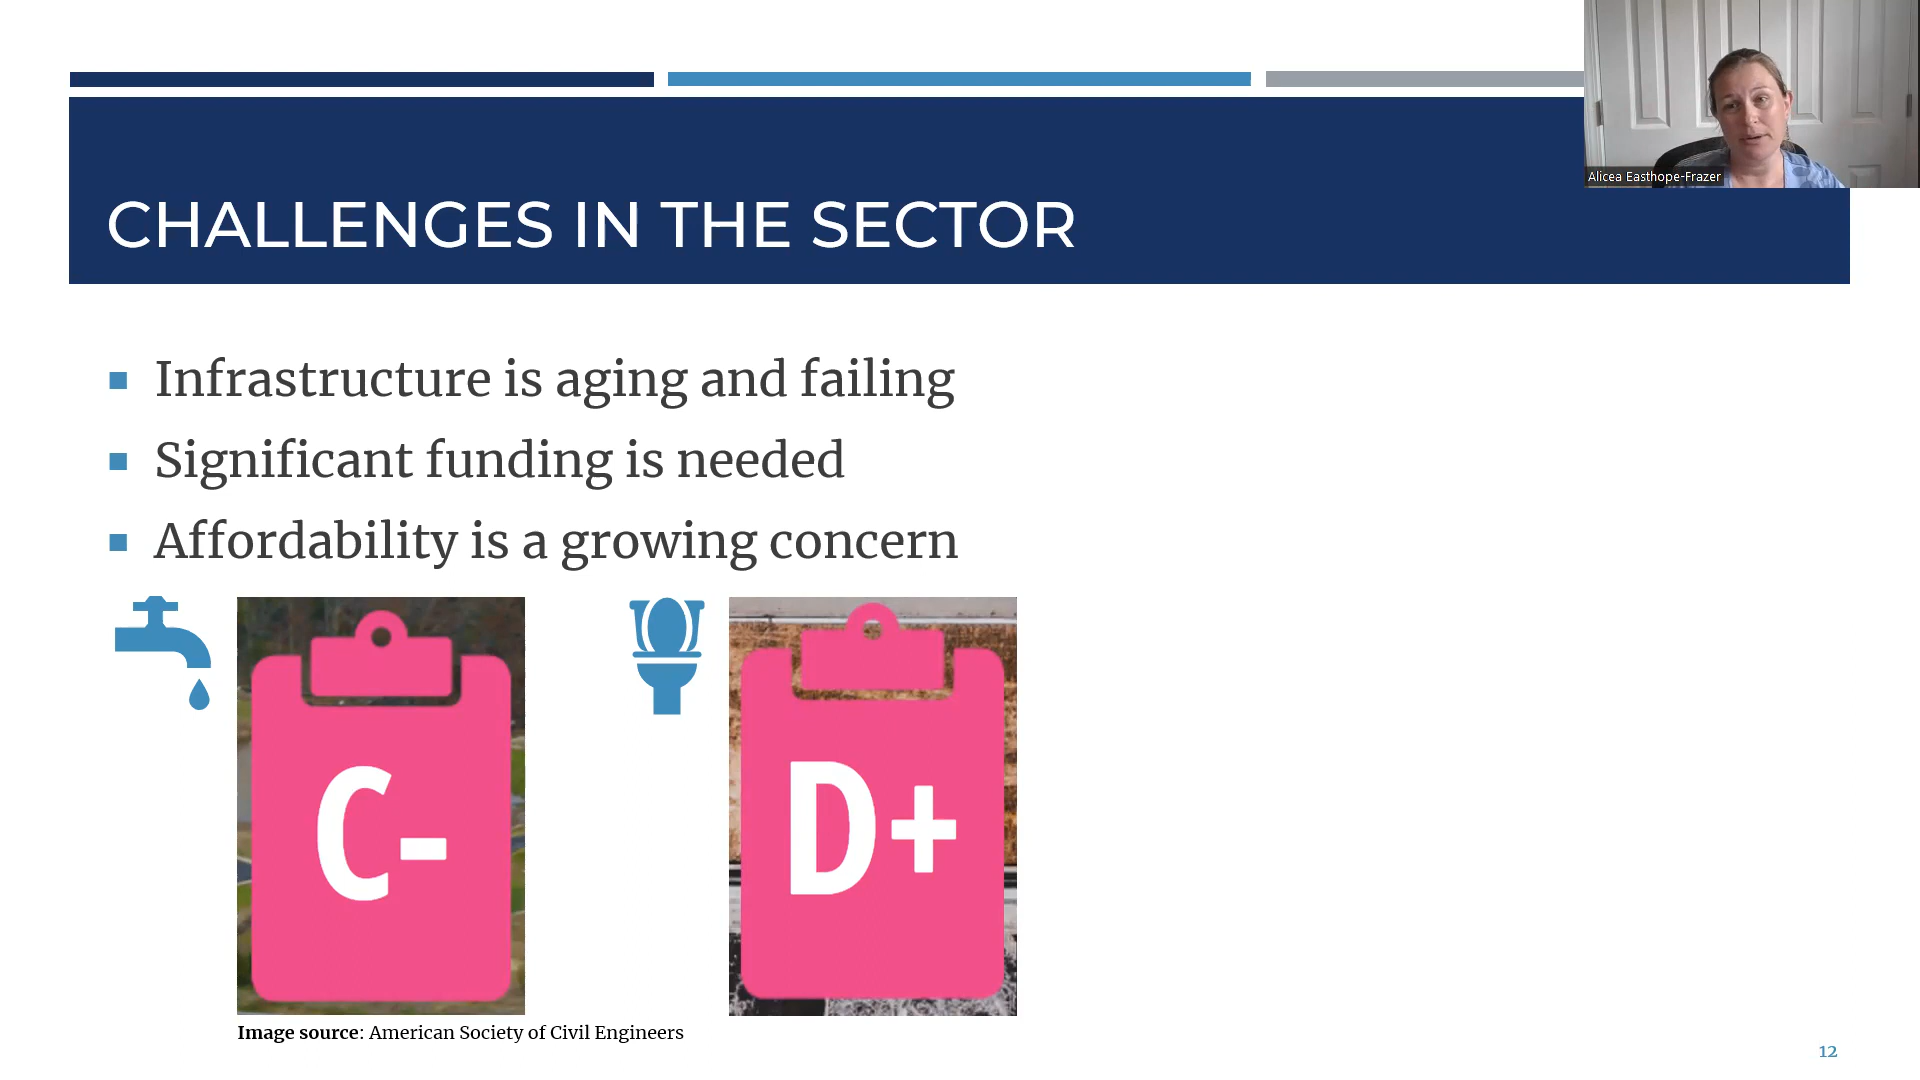 Alicea Easthope-Frazer
CHALLENGES IN THE SECTOR
Infrastructure is aging and failing
Significant funding is needed
Affordability is a growing concern
C-
D+
Image source: American Society of Civil Engineers
12